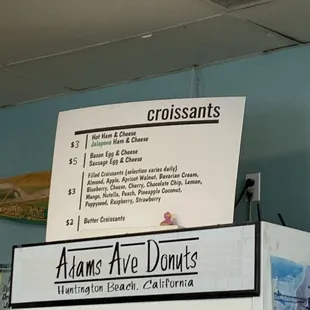 croissants
$3
Hot Ham & Cheese
Jalapeno Ham & Cheese
$5
Bacon Egg & Cheese
Sausage Egg & Cheese
$3
Filled Croissants (selection varies daily)
Almond, Apple, Apricot Walnut, Bavarian Cream,
Blueberry, Cheese, Cherry, Chocolate Chip, Lemon,
Mango, Nutella, Peach, Pineapple Coconut,
Poppyseed, Raspberry, Strawberry
$2
Butter Croissants
Adams Ave Donuts
Huntington Beach, California